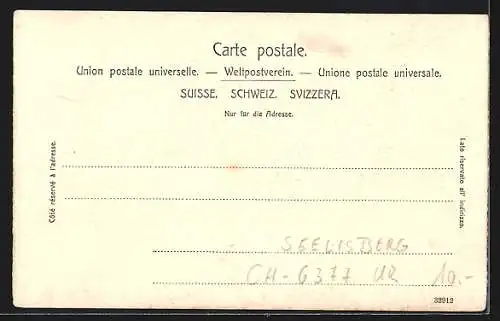 Carte postale.
Union postale universelle. — Weltpostverein. — Unione postale universale.
SUISSE. SCHWEIZ. SVIZZERA.
Nur für die Adresse.
Côté réservé à l'adresse.
Lato riservato all' indirizzo.
SEELISBERG
CH-6377 UR 10.-
32912